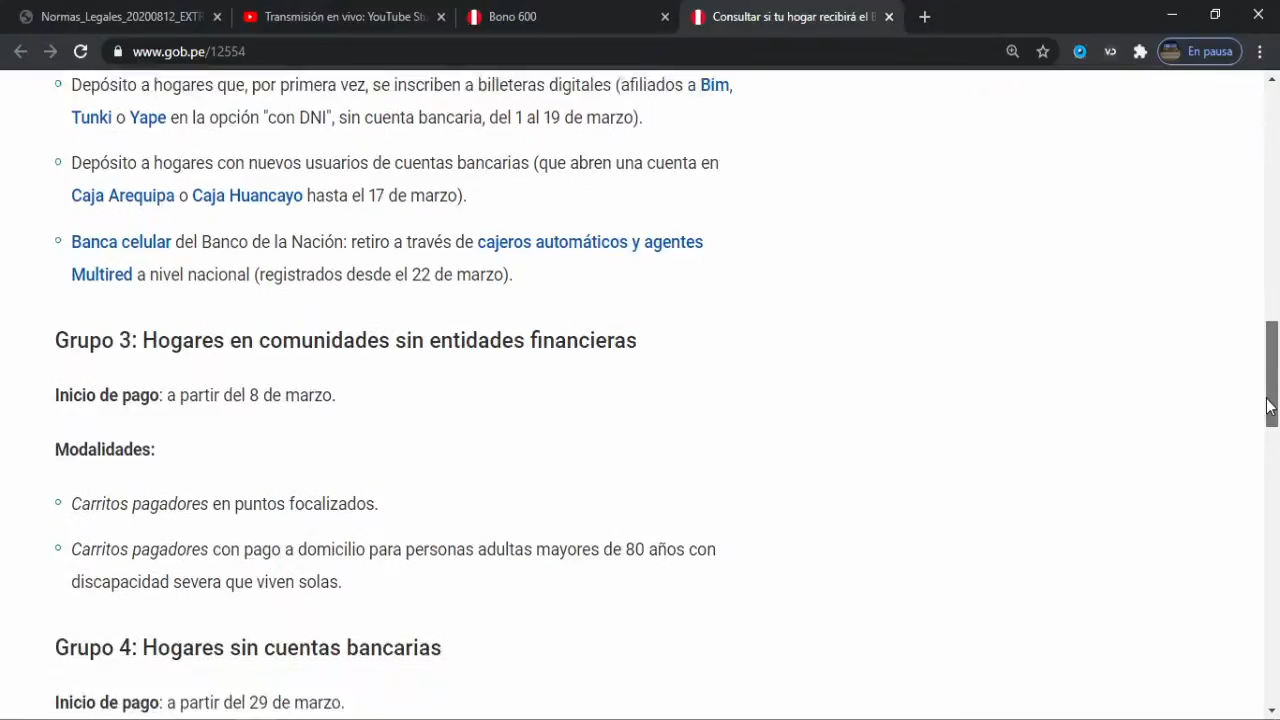 Normas_Legales_20200812_EXTR
Transmisión en vivo: YouTube Stu
Bono 600
Consultar si tu hogar recibirá el B
www.gob.pe/12554
En pausa
Depósito a hogares que, por primera vez, se inscriben a billeteras digitales (afiliados a Bim,
Tunki o Yape en la opción "con DNI", sin cuenta bancaria, del 1 al 19 de marzo).
Depósito a hogares con nuevos usuarios de cuentas bancarias (que abren una cuenta en
Caja Arequipa o Caja Huancayo hasta el 17 de marzo).
Banca celular del Banco de la Nación: retiro a través de cajeros automáticos y agentes
Multired a nivel nacional (registrados desde el 22 de marzo).
Grupo 3: Hogares en comunidades sin entidades financieras
Inicio de pago: a partir del 8 de marzo.
Modalidades:
Carritos pagadores en puntos focalizados.
Carritos pagadores con pago a domicilio para personas adultas mayores de 80 años con
discapacidad severa que viven solas.
Grupo 4: Hogares sin cuentas bancarias
Inicio de pago: a partir del 29 de marzo.